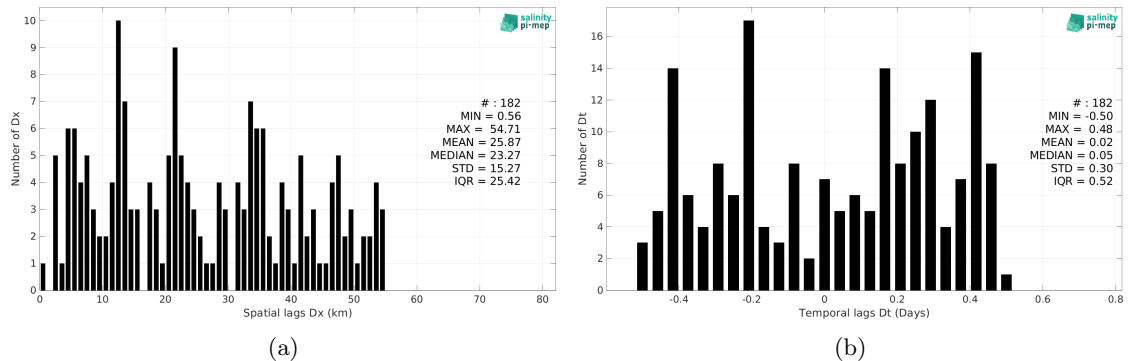 salinity
pi-mep
10
9
8
7
6
5
4
3
2
1
0
Number of Dx
# : 182
MIN = 0.56
MAX = 54.71
MEAN = 25.87
MEDIAN = 23.27
STD = 15.27
IQR = 25.42
0 10 20 30 40 50 60 70 80
Spatial lags Dx (km)
(a)
salinity
pi-mep
16
14
12
10
8
6
4
2
0
Number of Dt
# : 182
MIN = -0.50
MAX = 0.48
MEAN = 0.02
MEDIAN = 0.05
STD = 0.30
IQR = 0.52
-0.4 -0.2 0 0.2 0.4 0.6 0.8
Temporal lags Dt (Days)
(b)